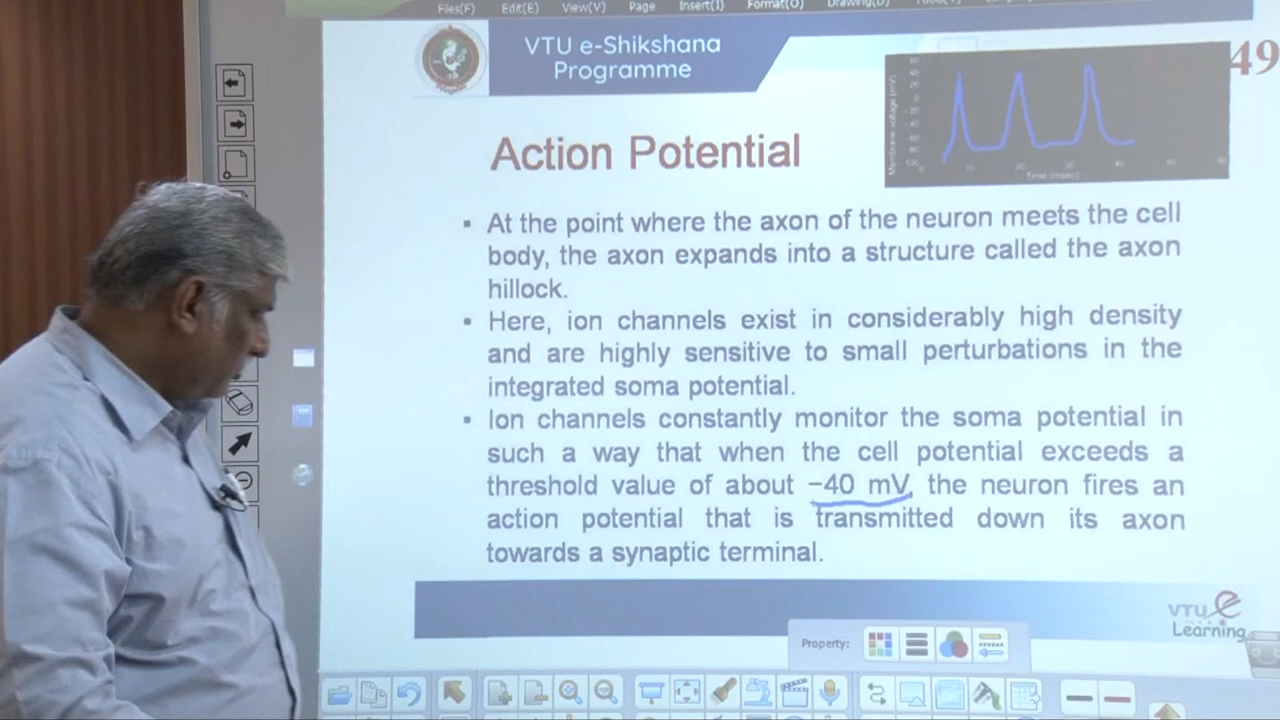 Files(F) Edit(E) View(V) Page Insert(I) Format(O) Drawing(D)
VTU e-Shikshana
Programme
49
Membrane voltage (mV)
Time (msec)
Action Potential
▪ At the point where the axon of the neuron meets the cell
body, the axon expands into a structure called the axon
hillock.
▪ Here, ion channels exist in considerably high density
and are highly sensitive to small perturbations in the
integrated soma potential.
▪ Ion channels constantly monitor the soma potential in
such a way that when the cell potential exceeds a
threshold value of about −40 mV, the neuron fires an
action potential that is transmitted down its axon
towards a synaptic terminal.
VTU e
Learning
Property: